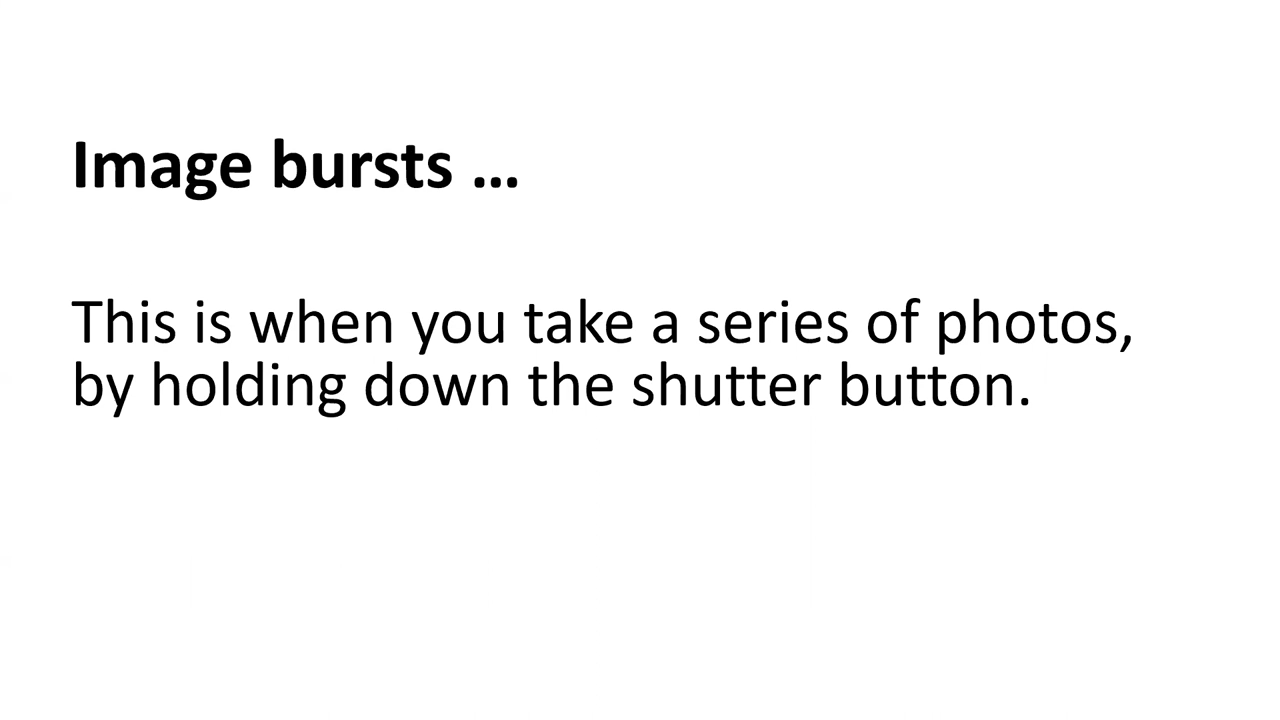 Image bursts …
This is when you take a series of photos,
by holding down the shutter button.